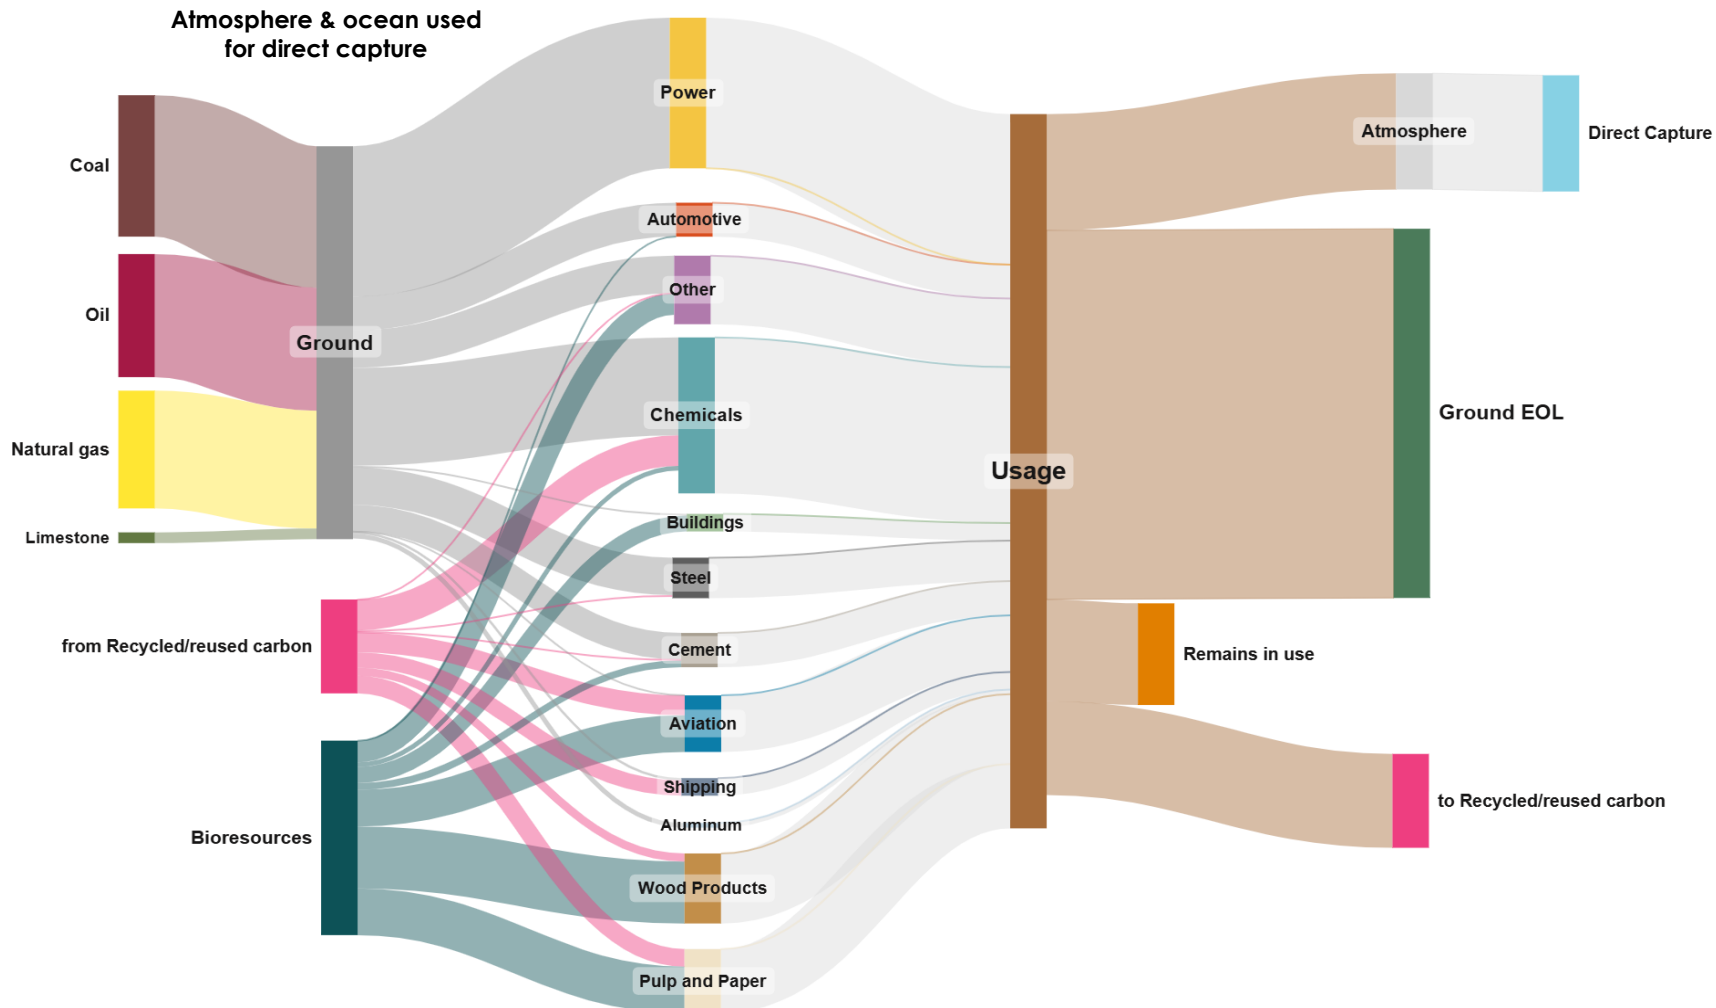 Atmosphere & ocean used
for direct capture
Coal
Oil
Natural gas
Limestone
from Recycled/reused carbon
Bioresources
Ground
Power
Automotive
Other
Chemicals
Buildings
Steel
Cement
Aviation
Shipping
Aluminum
Wood Products
Pulp and Paper
Usage
Atmosphere
Direct Capture
Ground EOL
Remains in use
to Recycled/reused carbon